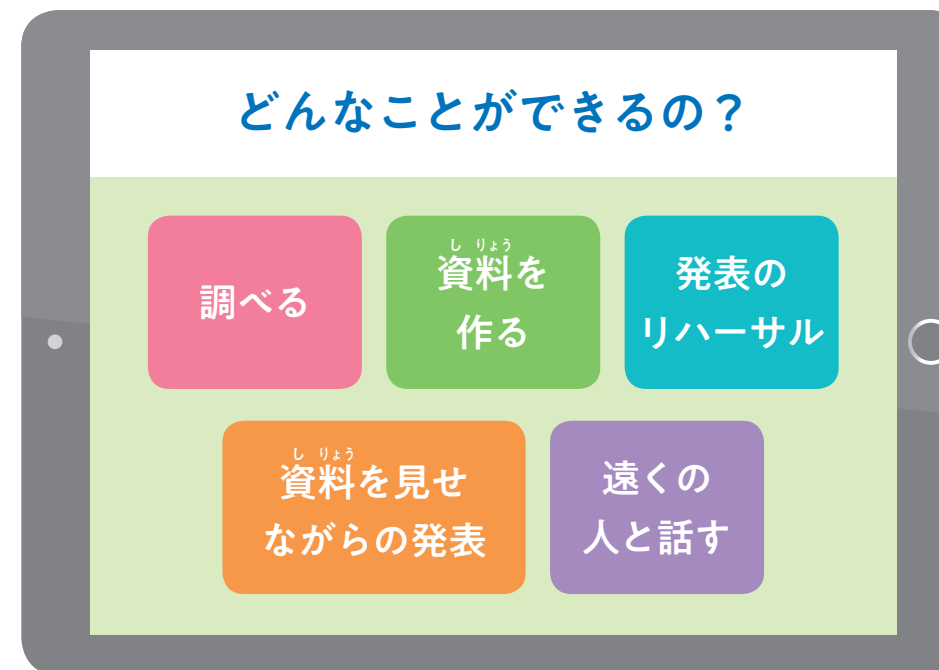 どんなことができるの？
調べる
し りょう
資料を
作る
発表の
リハーサル
し りょう
資料を見せ
ながらの発表
遠くの
人と話す